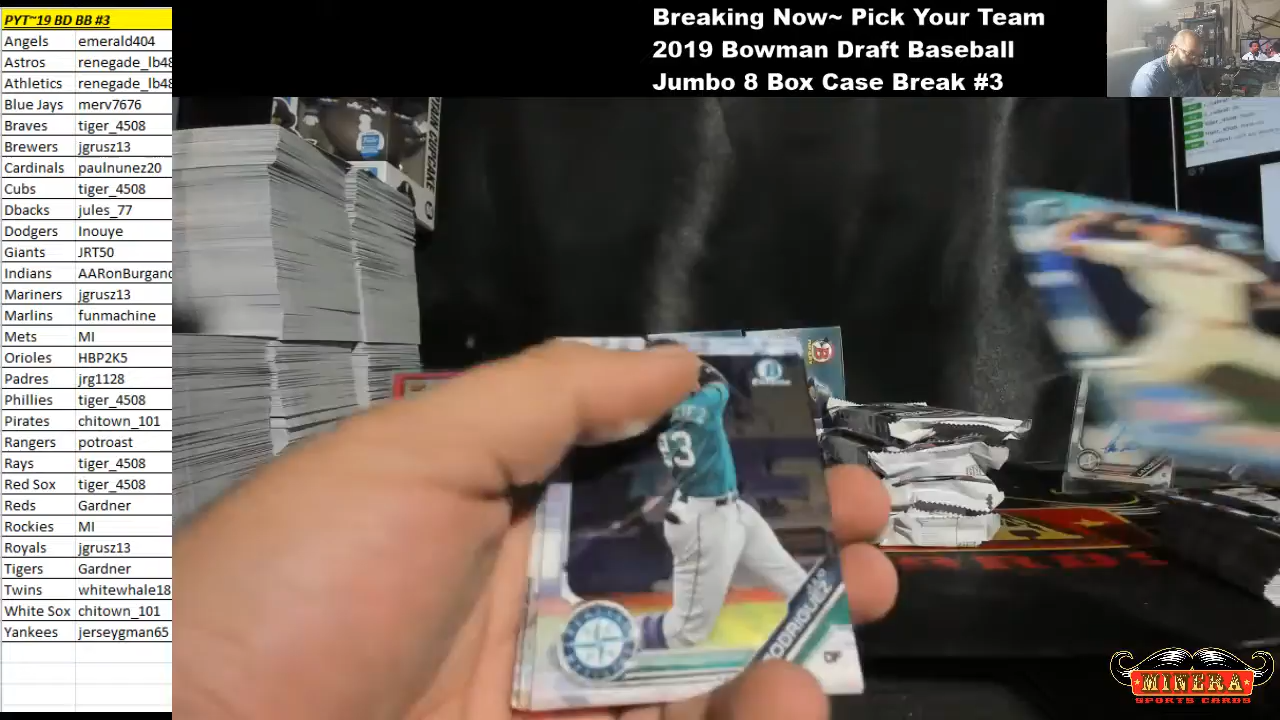 PYT~19 BD BB #3
Angels emerald404
Astros renegade_lb48
Athletics renegade_lb48
Blue Jays merv7676
Braves tiger_4508
Brewers jgrusz13
Cardinals paulnunez20
Cubs tiger_4508
Dbacks jules_77
Dodgers Inouye
Giants JRT50
Indians AARonBurgand
Mariners jgrusz13
Marlins funmachine
Mets MI
Orioles HBP2K5
Padres jrg1128
Phillies tiger_4508
Pirates chitown_101
Rangers potroast
Rays tiger_4508
Red Sox tiger_4508
Reds Gardner
Rockies MI
Royals jgrusz13
Tigers Gardner
Twins whitewhale18
White Sox chitown_101
Yankees jerseygman65
Breaking Now~ Pick Your Team
2019 Bowman Draft Baseball
Jumbo 8 Box Case Break #3
RODRIGUEZ
MINERA
SPORTS CARDS